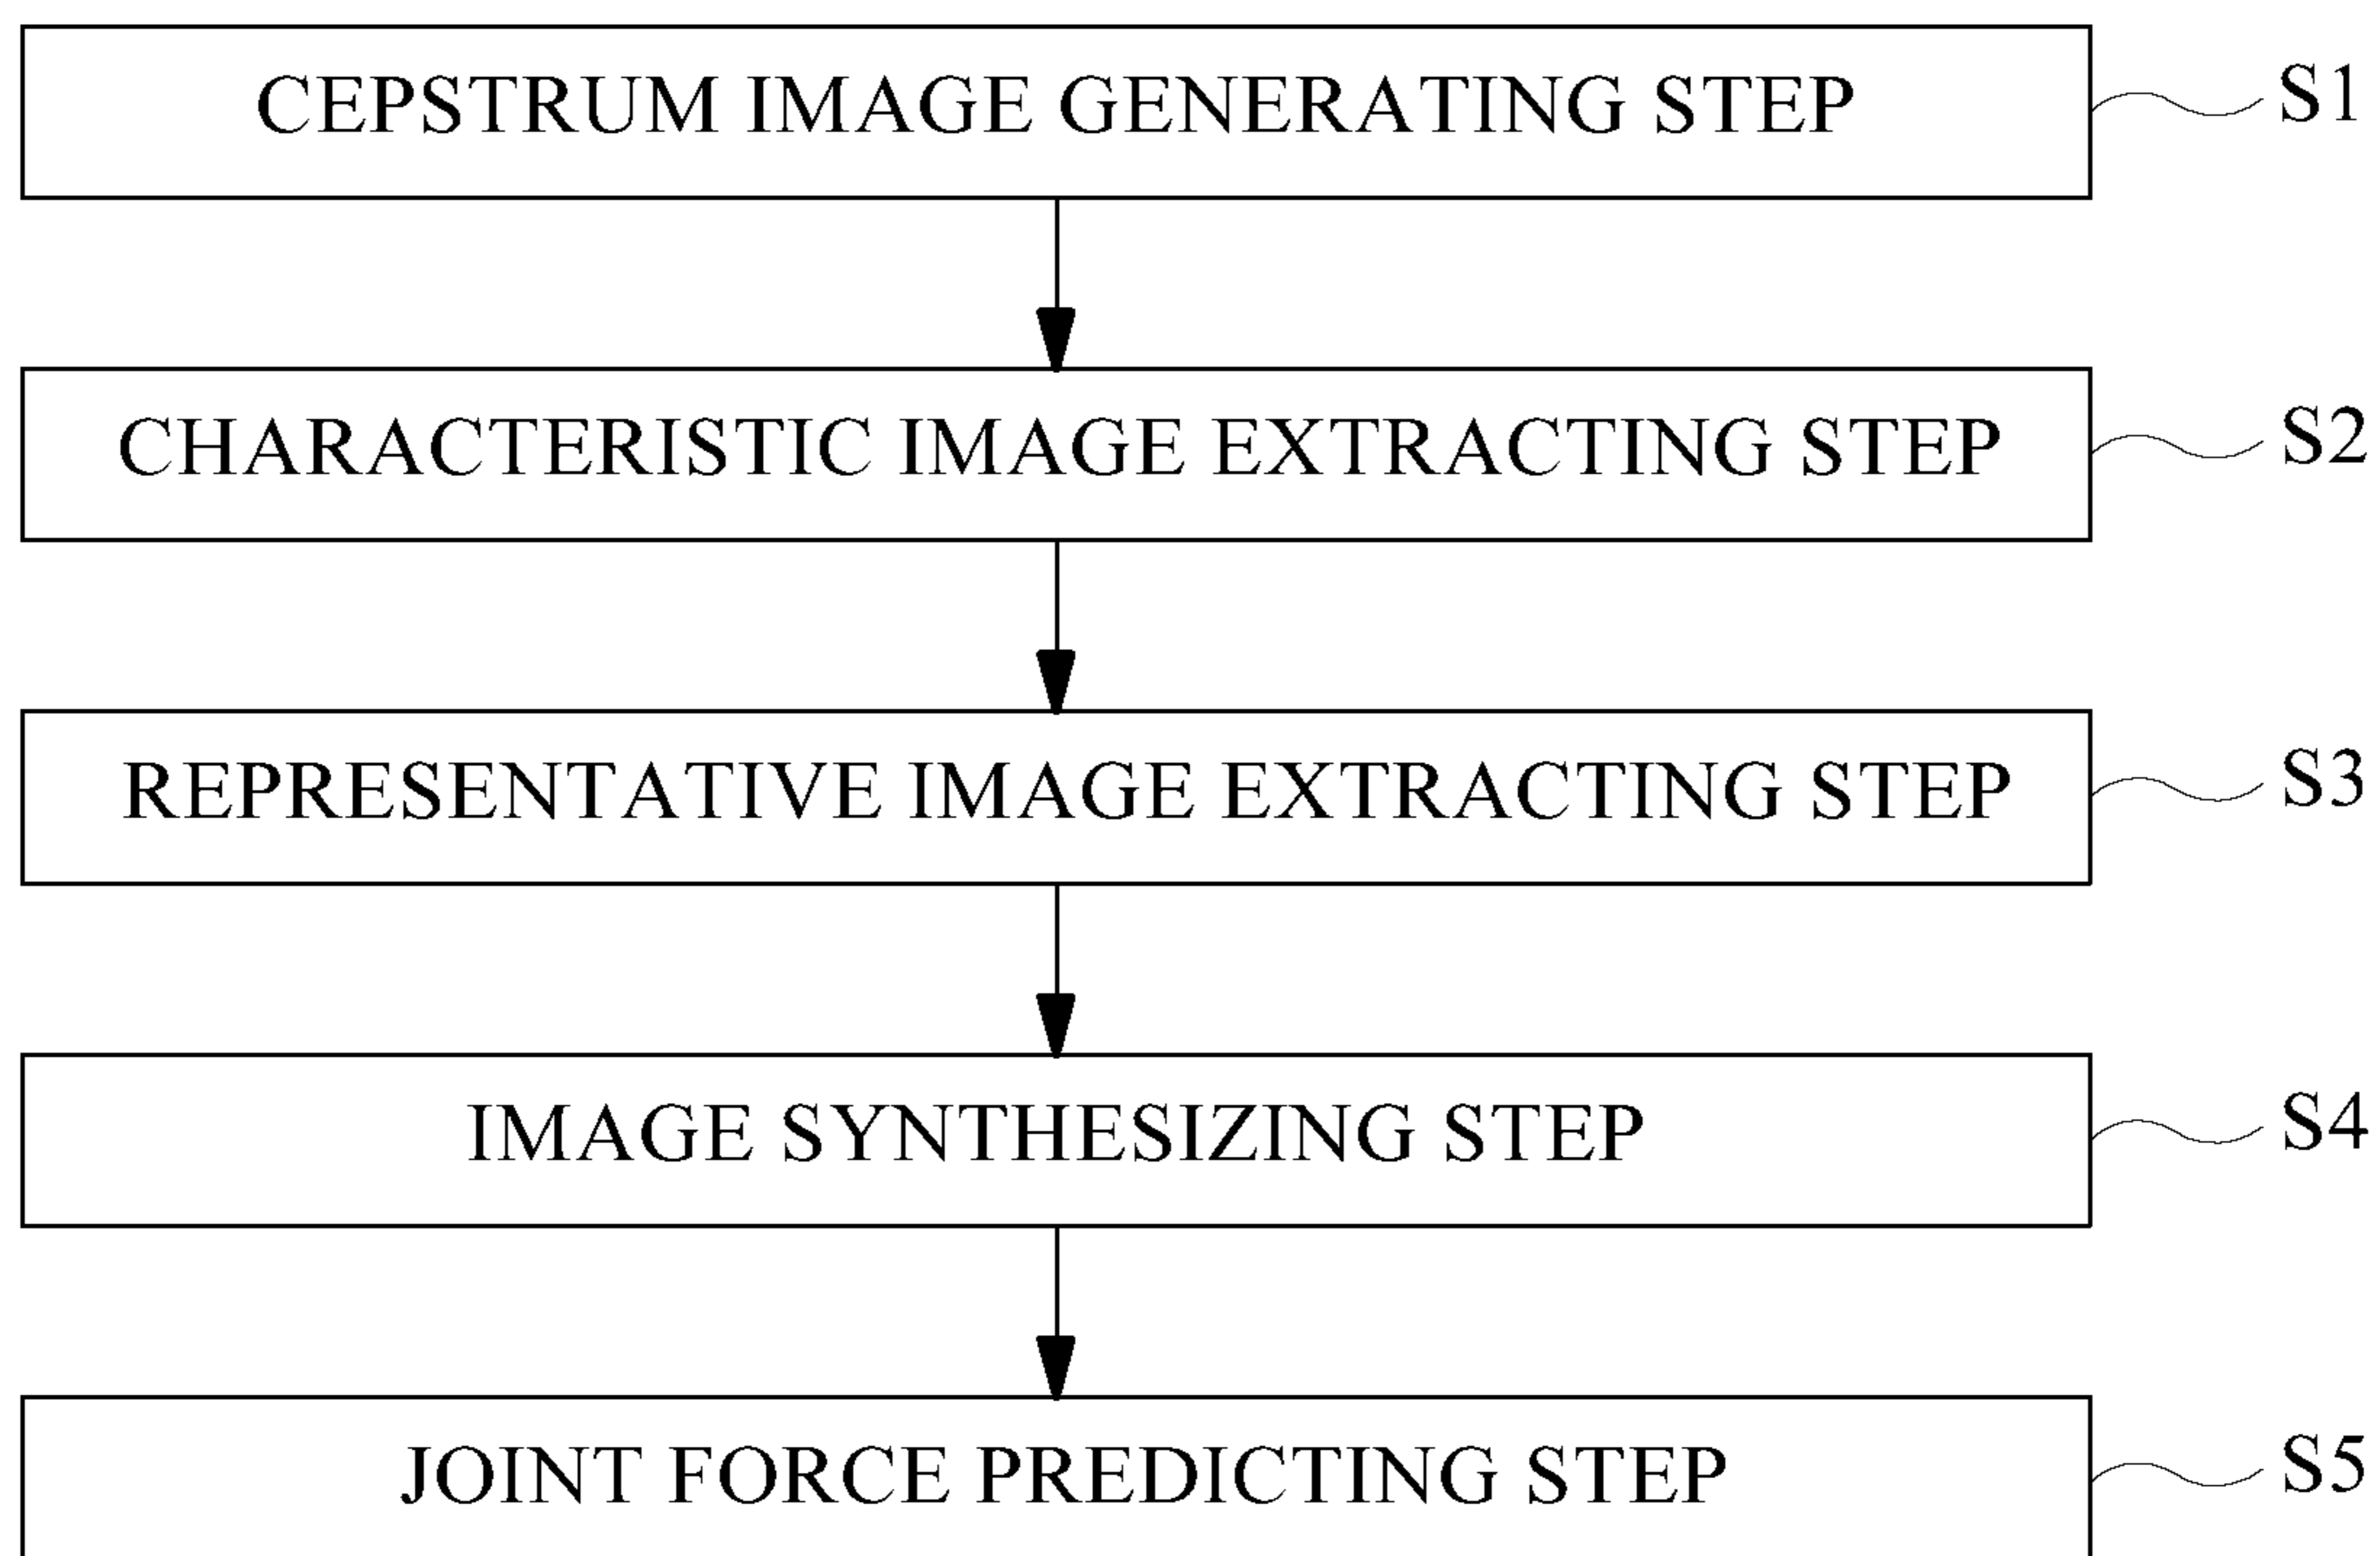 CEPSTRUM IMAGE GENERATING STEP S1
CHARACTERISTIC IMAGE EXTRACTING STEP S2
REPRESENTATIVE IMAGE EXTRACTING STEP S3
IMAGE SYNTHESIZING STEP S4
JOINT FORCE PREDICTING STEP S5